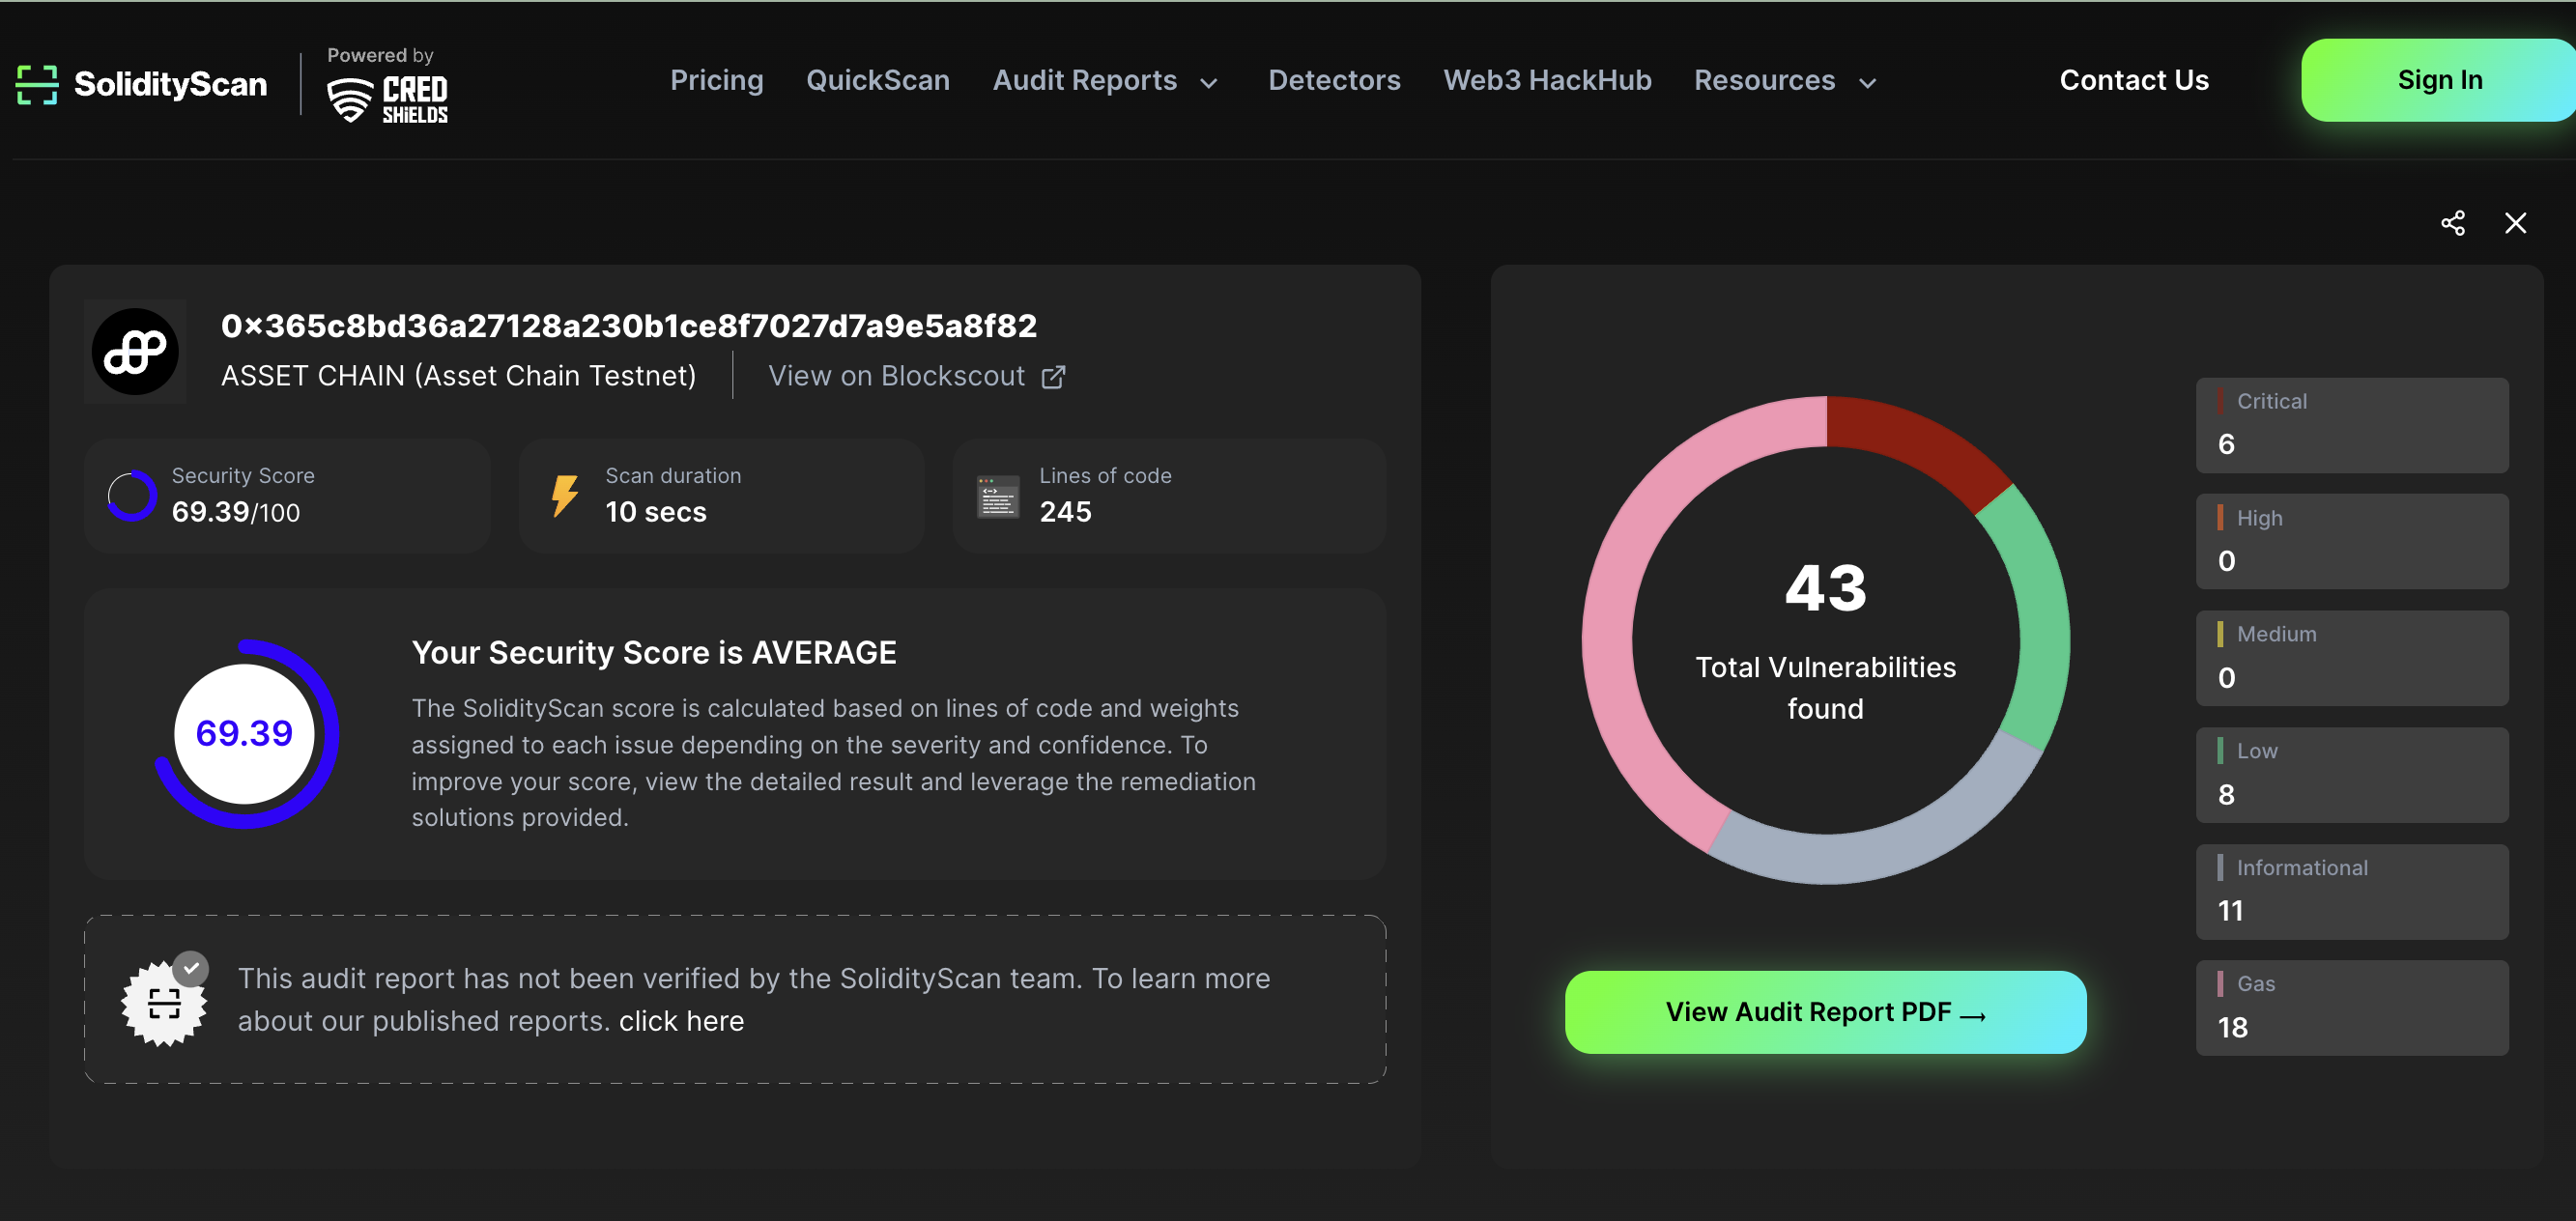 SolidityScan
Powered by
CRED
SHIELDS
Pricing
QuickScan
Audit Reports
Detectors
Web3 HackHub
Resources
Contact Us
Sign In
0x365c8bd36a27128a230b1ce8f7027d7a9e5a8f82
ASSET CHAIN (Asset Chain Testnet)
View on Blockscout
Security Score
69.39/100
Scan duration
10 secs
Lines of code
245
69.39
Your Security Score is AVERAGE
The SolidityScan score is calculated based on lines of code and weights
assigned to each issue depending on the severity and confidence. To
improve your score, view the detailed result and leverage the remediation
solutions provided.
This audit report has not been verified by the SolidityScan team. To learn more
about our published reports. click here
43
Total Vulnerabilities
found
View Audit Report PDF →
Critical
6
High
0
Medium
0
Low
8
Informational
11
Gas
18